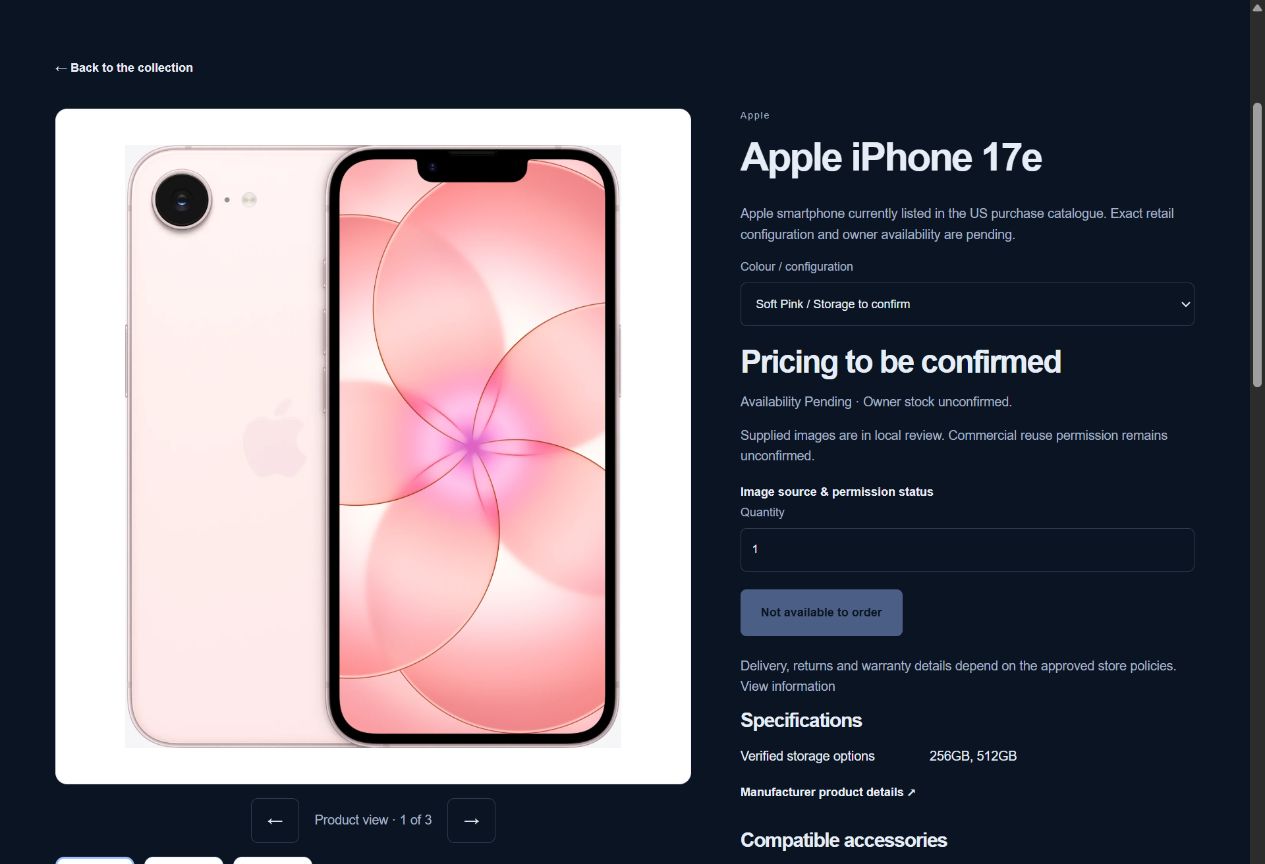 ← Back to the collection
Apple
Apple iPhone 17e
Apple smartphone currently listed in the US purchase catalogue. Exact retail
configuration and owner availability are pending.
Colour / configuration
Soft Pink / Storage to confirm
Pricing to be confirmed
Availability Pending · Owner stock unconfirmed.
Supplied images are in local review. Commercial reuse permission remains
unconfirmed.
Image source & permission status
Quantity
1
Not available to order
Delivery, returns and warranty details depend on the approved store policies.
View information
Specifications
Verified storage options 256GB, 512GB
Manufacturer product details ↗
Compatible accessories
← Product view · 1 of 3 →